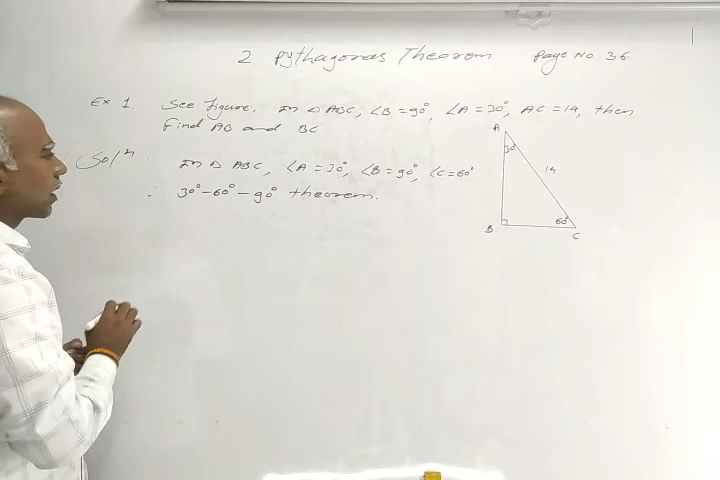 2 Pythagoras Theorem Page No 36.
Ex 1. See figure. In △ABC, ∠B = 90°, ∠A = 30°, AC = 14, then
find AB and BC
Solⁿ. In △ ABC, ∠A = 30°, ∠B = 90°, ∠C = 60°
∴ 30° - 60° - 90° theorem.
A
30°
14
60°
B
C